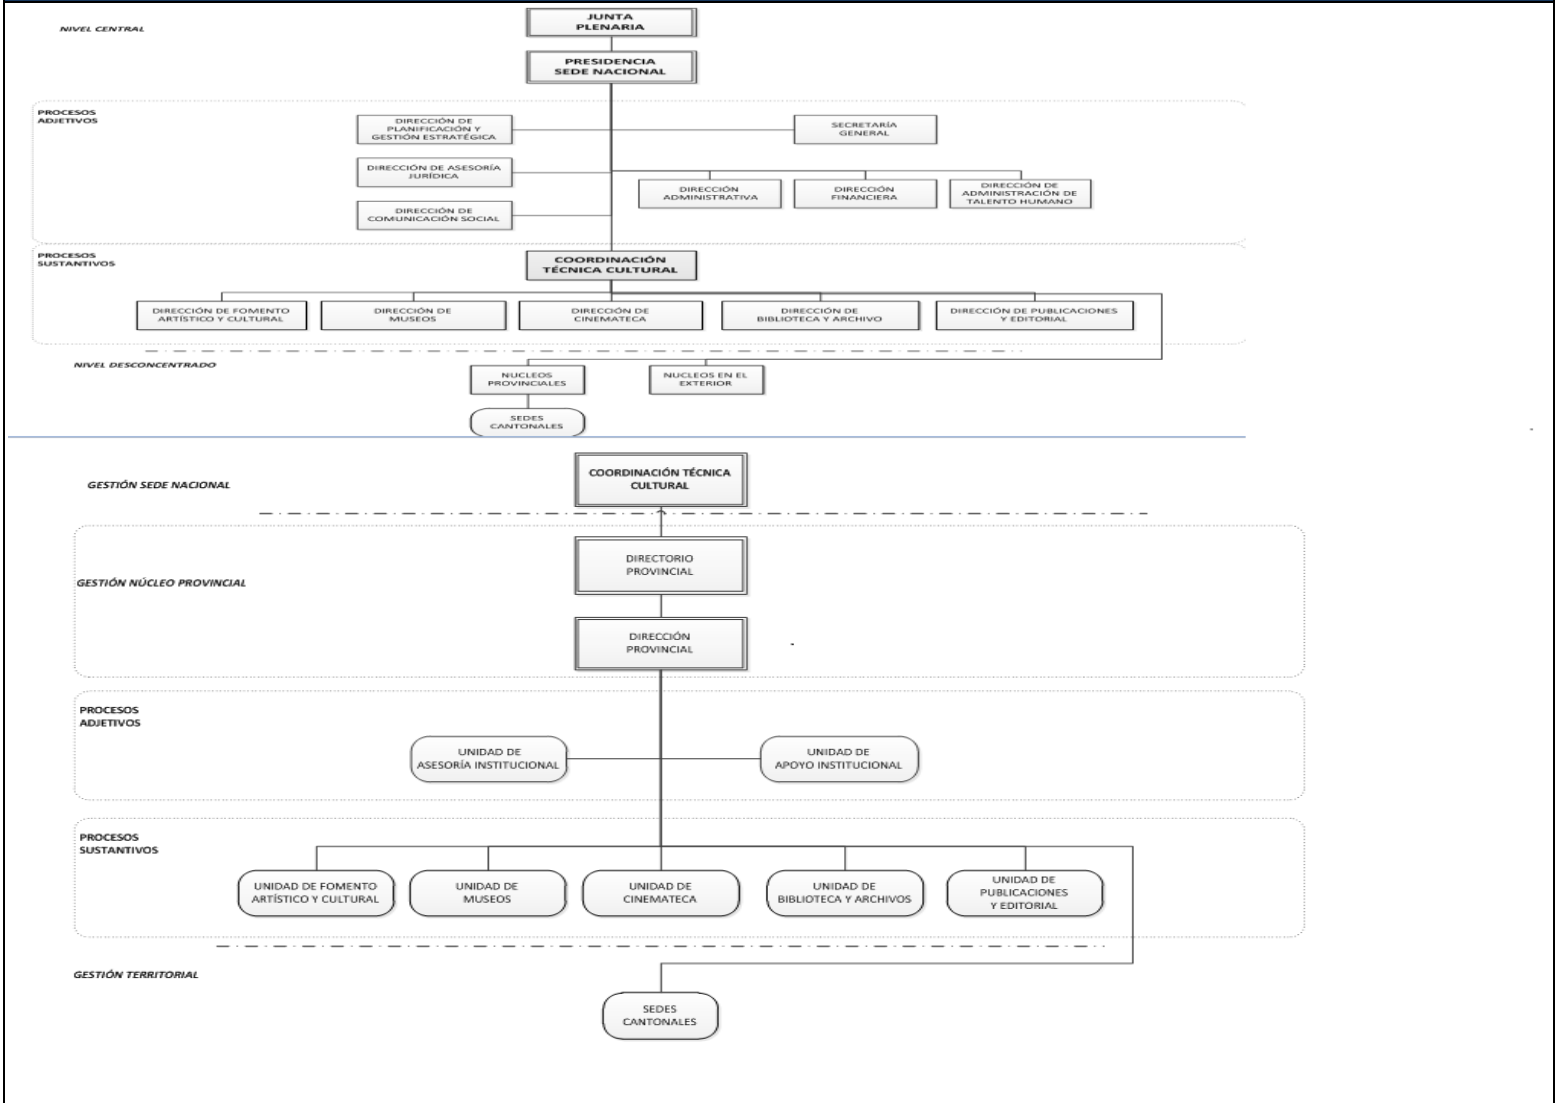 NIVEL CENTRAL
JUNTA
PLENARIA
PRESIDENCIA
SEDE NACIONAL
PROCESOS
ADJETIVOS
DIRECCIÓN DE
PLANIFICACIÓN Y
GESTIÓN ESTRATÉGICA
SECRETARÍA
GENERAL
DIRECCIÓN DE ASESORÍA
JURÍDICA
DIRECCIÓN
ADMINISTRATIVA
DIRECCIÓN
FINANCIERA
DIRECCIÓN DE
ADMINISTRACIÓN DE
TALENTO HUMANO
DIRECCIÓN DE
COMUNICACIÓN SOCIAL
PROCESOS
SUSTANTIVOS
COORDINACIÓN
TÉCNICA CULTURAL
DIRECCIÓN DE FOMENTO
ARTÍSTICO Y CULTURAL
DIRECCIÓN DE
MUSEOS
DIRECCIÓN DE
CINEMATECA
DIRECCIÓN DE
BIBLIOTECA Y ARCHIVO
DIRECCIÓN DE PUBLICACIONES
Y EDITORIAL
NIVEL DESCONCENTRADO
NUCLEOS
PROVINCIALES
NUCLEOS EN EL
EXTERIOR
SEDES
CANTONALES
GESTIÓN SEDE NACIONAL
COORDINACIÓN TÉCNICA
CULTURAL
GESTIÓN NÚCLEO PROVINCIAL
DIRECTORIO
PROVINCIAL
DIRECCIÓN
PROVINCIAL
PROCESOS
ADJETIVOS
UNIDAD DE
ASESORÍA INSTITUCIONAL
UNIDAD DE
APOYO INSTITUCIONAL
PROCESOS
SUSTANTIVOS
UNIDAD DE FOMENTO
ARTÍSTICO Y CULTURAL
UNIDAD DE
MUSEOS
UNIDAD DE
CINEMATECA
UNIDAD DE
BIBLIOTECA Y ARCHIVOS
UNIDAD DE
PUBLICACIONES
Y EDITORIAL
GESTIÓN TERRITORIAL
SEDES
CANTONALES